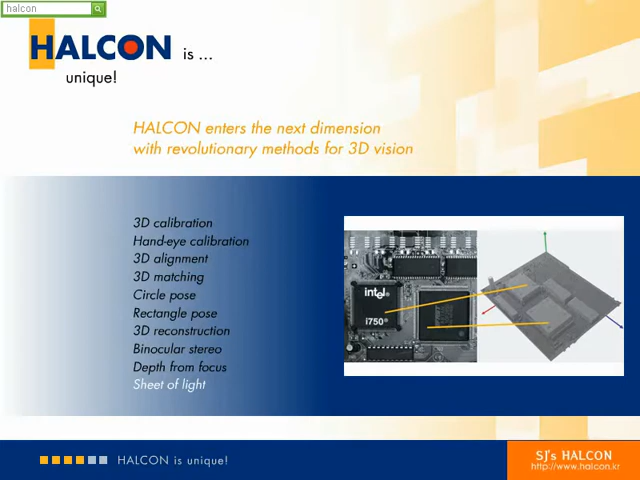 halcon
HALCON is ...
unique!
HALCON enters the next dimension
with revolutionary methods for 3D vision
3D calibration
Hand-eye calibration
3D alignment
3D matching
Circle pose
Rectangle pose
3D reconstruction
Binocular stereo
Depth from focus
Sheet of light
intel
i750
HALCON is unique!
SJ's HALCON
http://www.halcon.kr